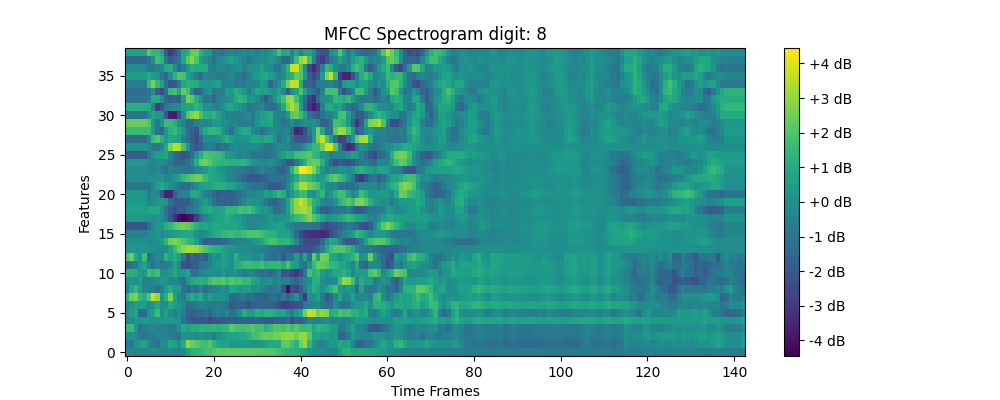 MFCC Spectrogram digit: 8
Features
35
30
25
20
15
10
5
0
0 20 40 60 80 100 120 140
Time Frames
+4 dB
+3 dB
+2 dB
+1 dB
+0 dB
-1 dB
-2 dB
-3 dB
-4 dB